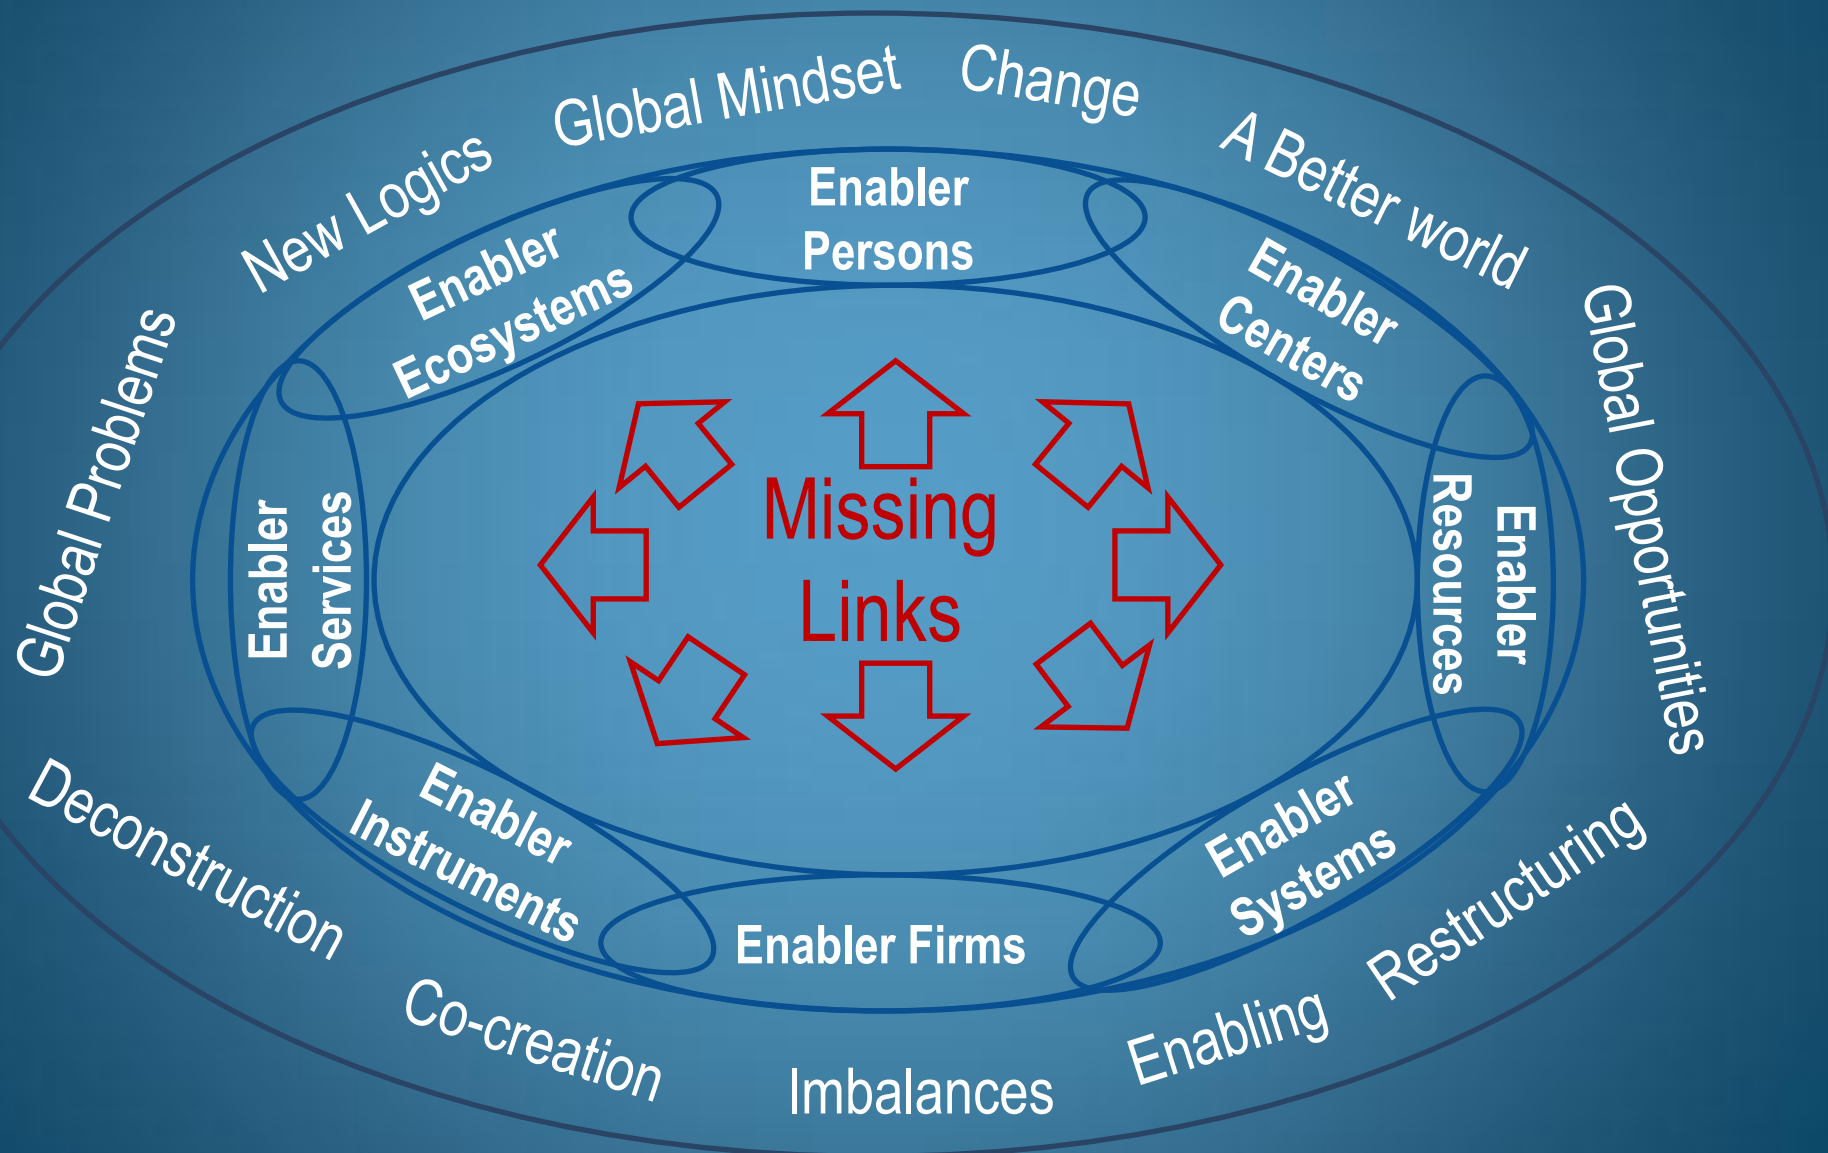 Global Mindset
Change
A Better world
Global Opportunities
Restructuring
Enabling
Imbalances
Co-creation
Deconstruction
Global Problems
New Logics
Enabler
Persons
Enabler
Centers
Enabler
Resources
Enabler
Systems
Enabler Firms
Enabler
Instruments
Enabler
Services
Enabler
Ecosystems
Missing
Links